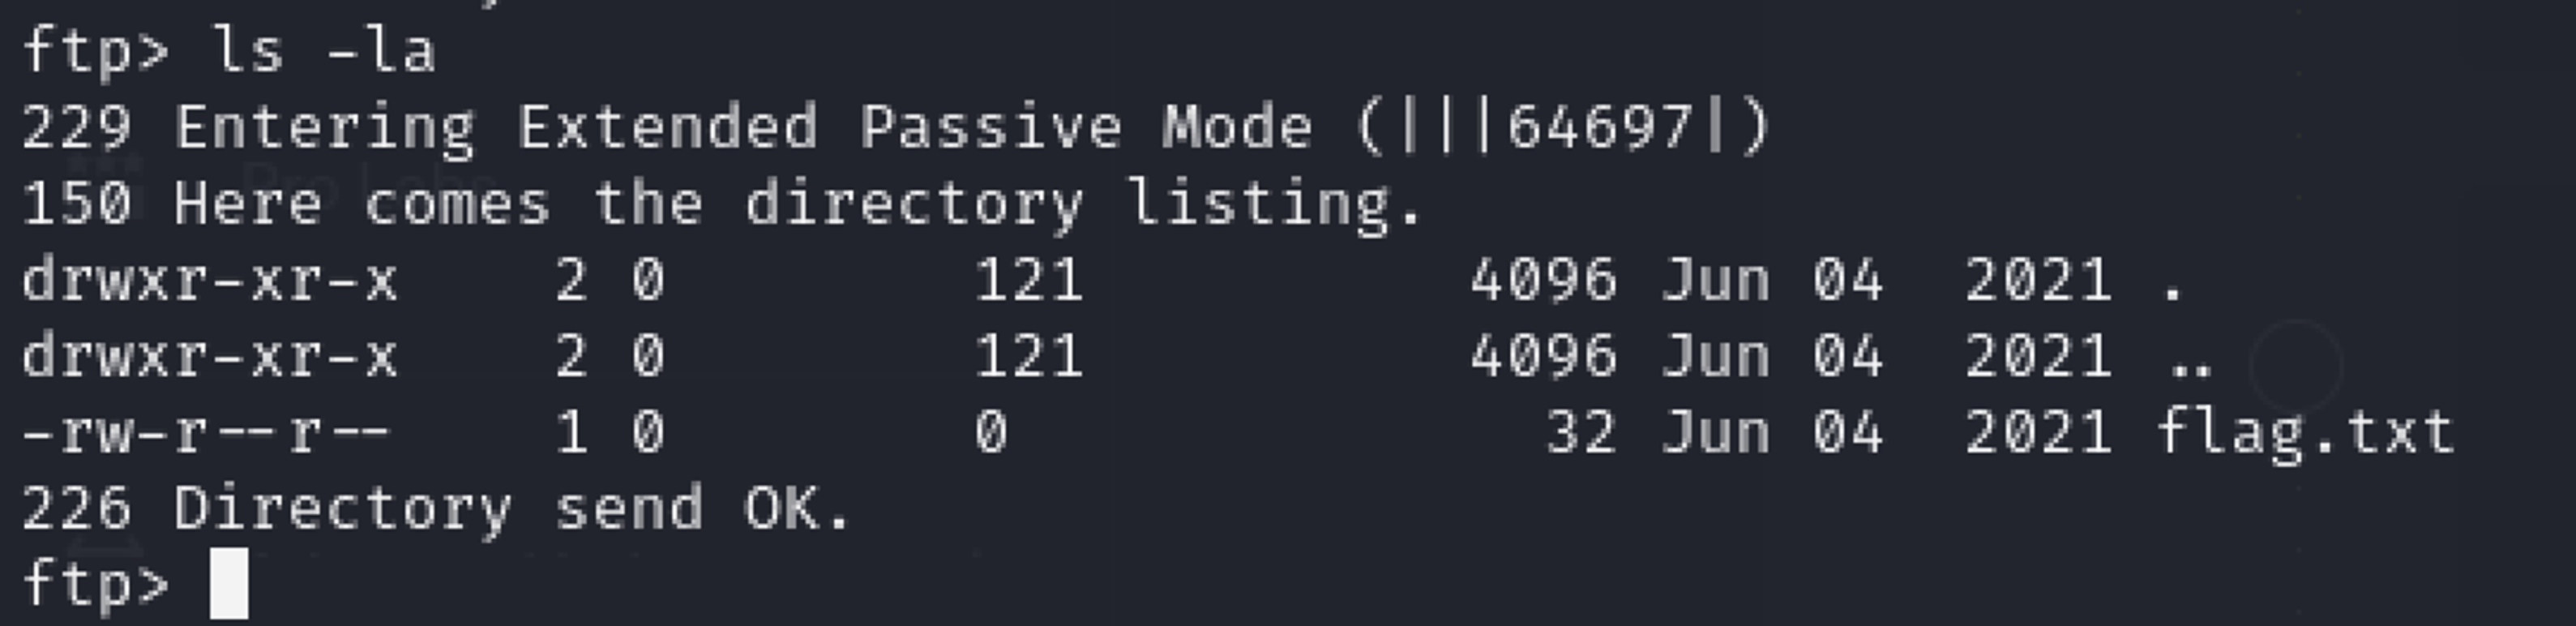 ftp> ls -la
229 Entering Extended Passive Mode (|||64697|)
150 Here comes the directory listing.
drwxr-xr-x    2 0        121          4096 Jun 04  2021 .
drwxr-xr-x    2 0        121          4096 Jun 04  2021 ..
-rw-r--r--    1 0        0              32 Jun 04  2021 flag.txt
226 Directory send OK.
ftp>